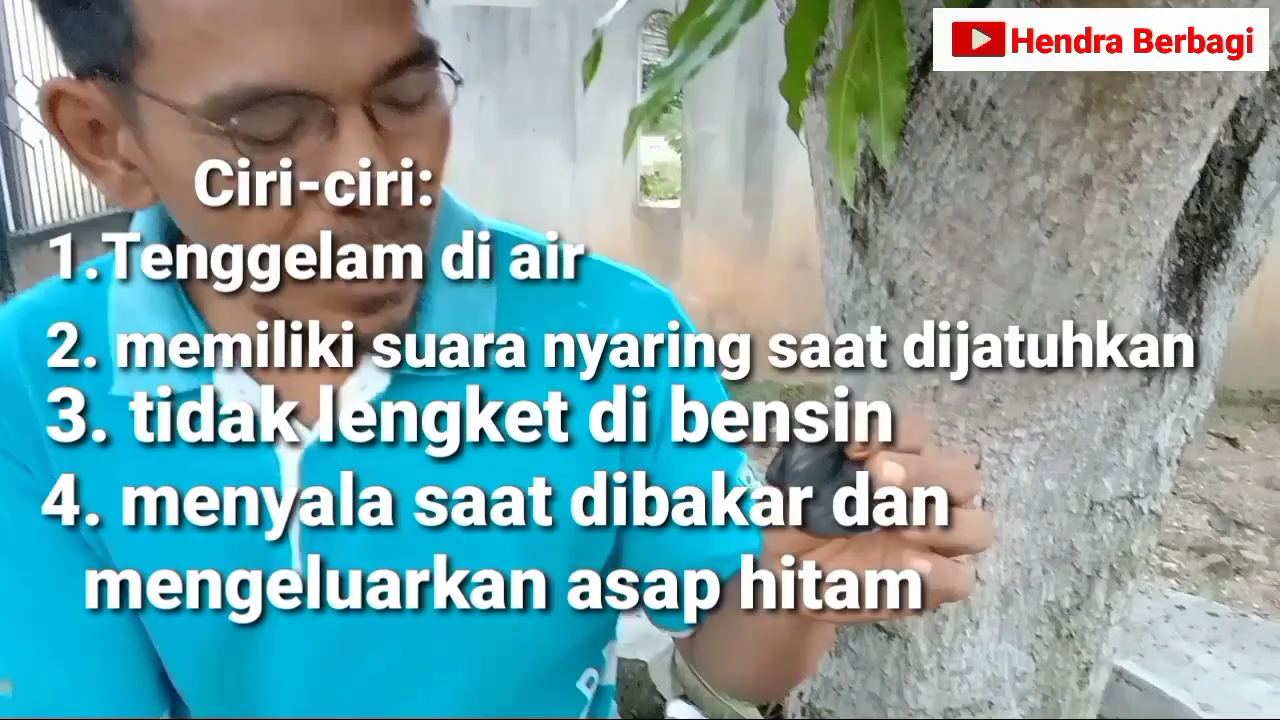 Hendra Berbagi
Ciri-ciri:
1.Tenggelam di air
2. memiliki suara nyaring saat dijatuhkan
3. tidak lengket di bensin
4. menyala saat dibakar dan
mengeluarkan asap hitam